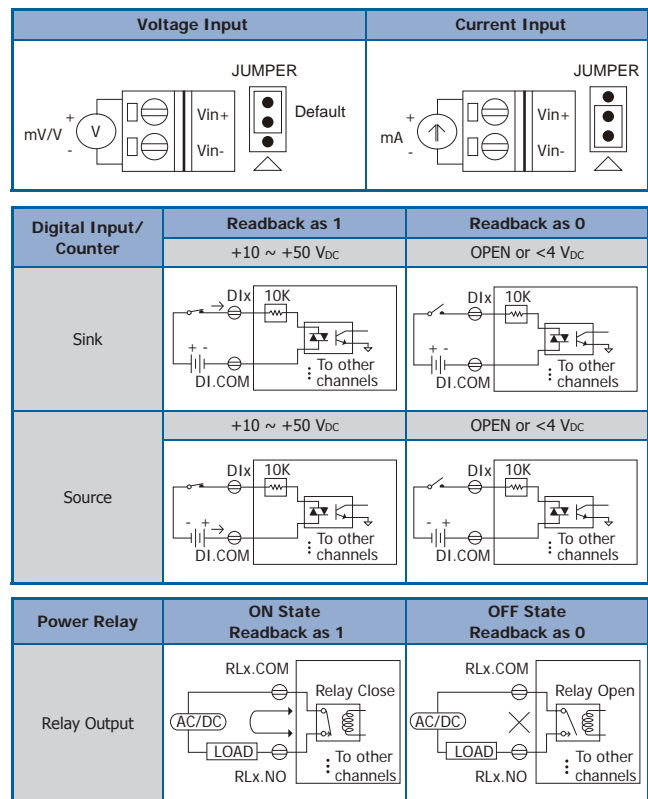 Voltage Input
Current Input
JUMPER
Default
mV/V
+
-
V
Vin+
Vin-
JUMPER
mA
+
-
Vin+
Vin-
Digital Input/
Counter
Readback as 1
Readback as 0
+10 ~ +50 VDC
OPEN or <4 VDC
Sink
DIx
10K
+ -
DI.COM
To other
channels
DIx
10K
+ -
DI.COM
To other
channels
+10 ~ +50 VDC
OPEN or <4 VDC
Source
DIx
10K
- +
DI.COM
To other
channels
DIx
10K
- +
DI.COM
To other
channels
Power Relay
ON State
Readback as 1
OFF State
Readback as 0
Relay Output
RLx.COM
Relay Close
AC/DC
LOAD
RLx.NO
To other
channels
RLx.COM
Relay Open
AC/DC
LOAD
RLx.NO
To other
channels